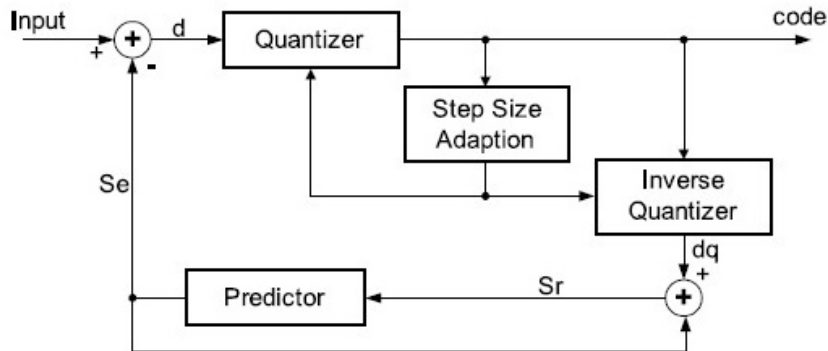 Input
code
+
+
-
d
Quantizer
Step Size
Adaption
Se
Inverse
Quantizer
dq
+
Predictor
Sr
+